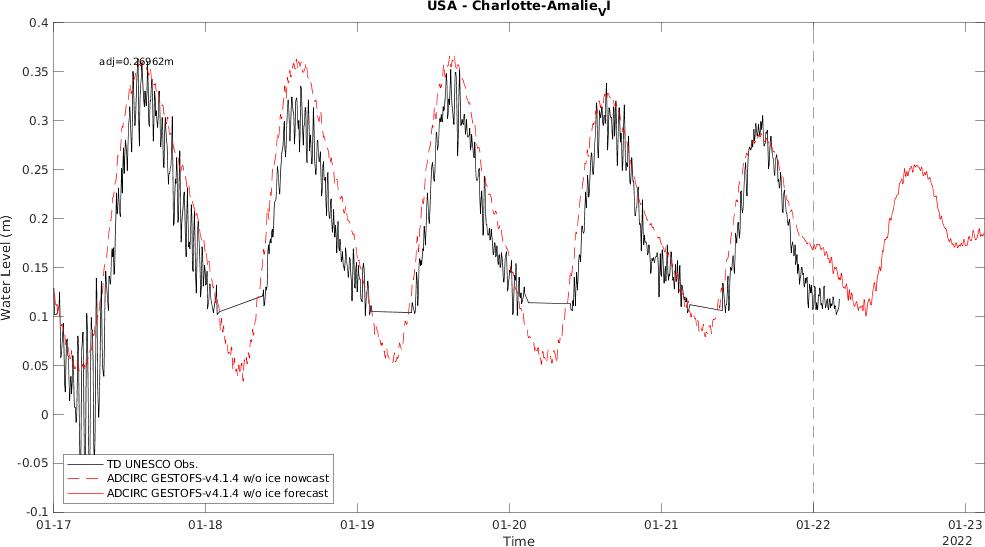 USA - Charlotte-AmalieVI
adj=0.26962m
0.4
0.35
0.3
0.25
0.2
0.15
0.1
0.05
0
-0.05
-0.1
Water Level (m)
TD UNESCO Obs.
ADCIRC GESTOFS-v4.1.4 w/o ice nowcast
ADCIRC GESTOFS-v4.1.4 w/o ice forecast
01-17 01-18 01-19 01-20 01-21 01-22 01-23
Time
2022